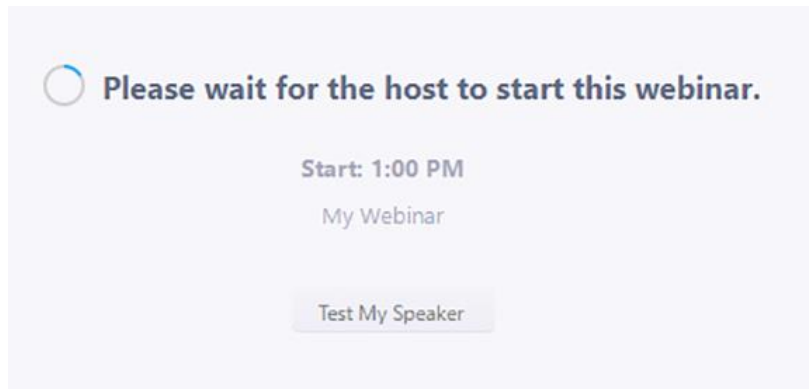 Please wait for the host to start this webinar.
Start: 1:00 PM
My Webinar
Test My Speaker